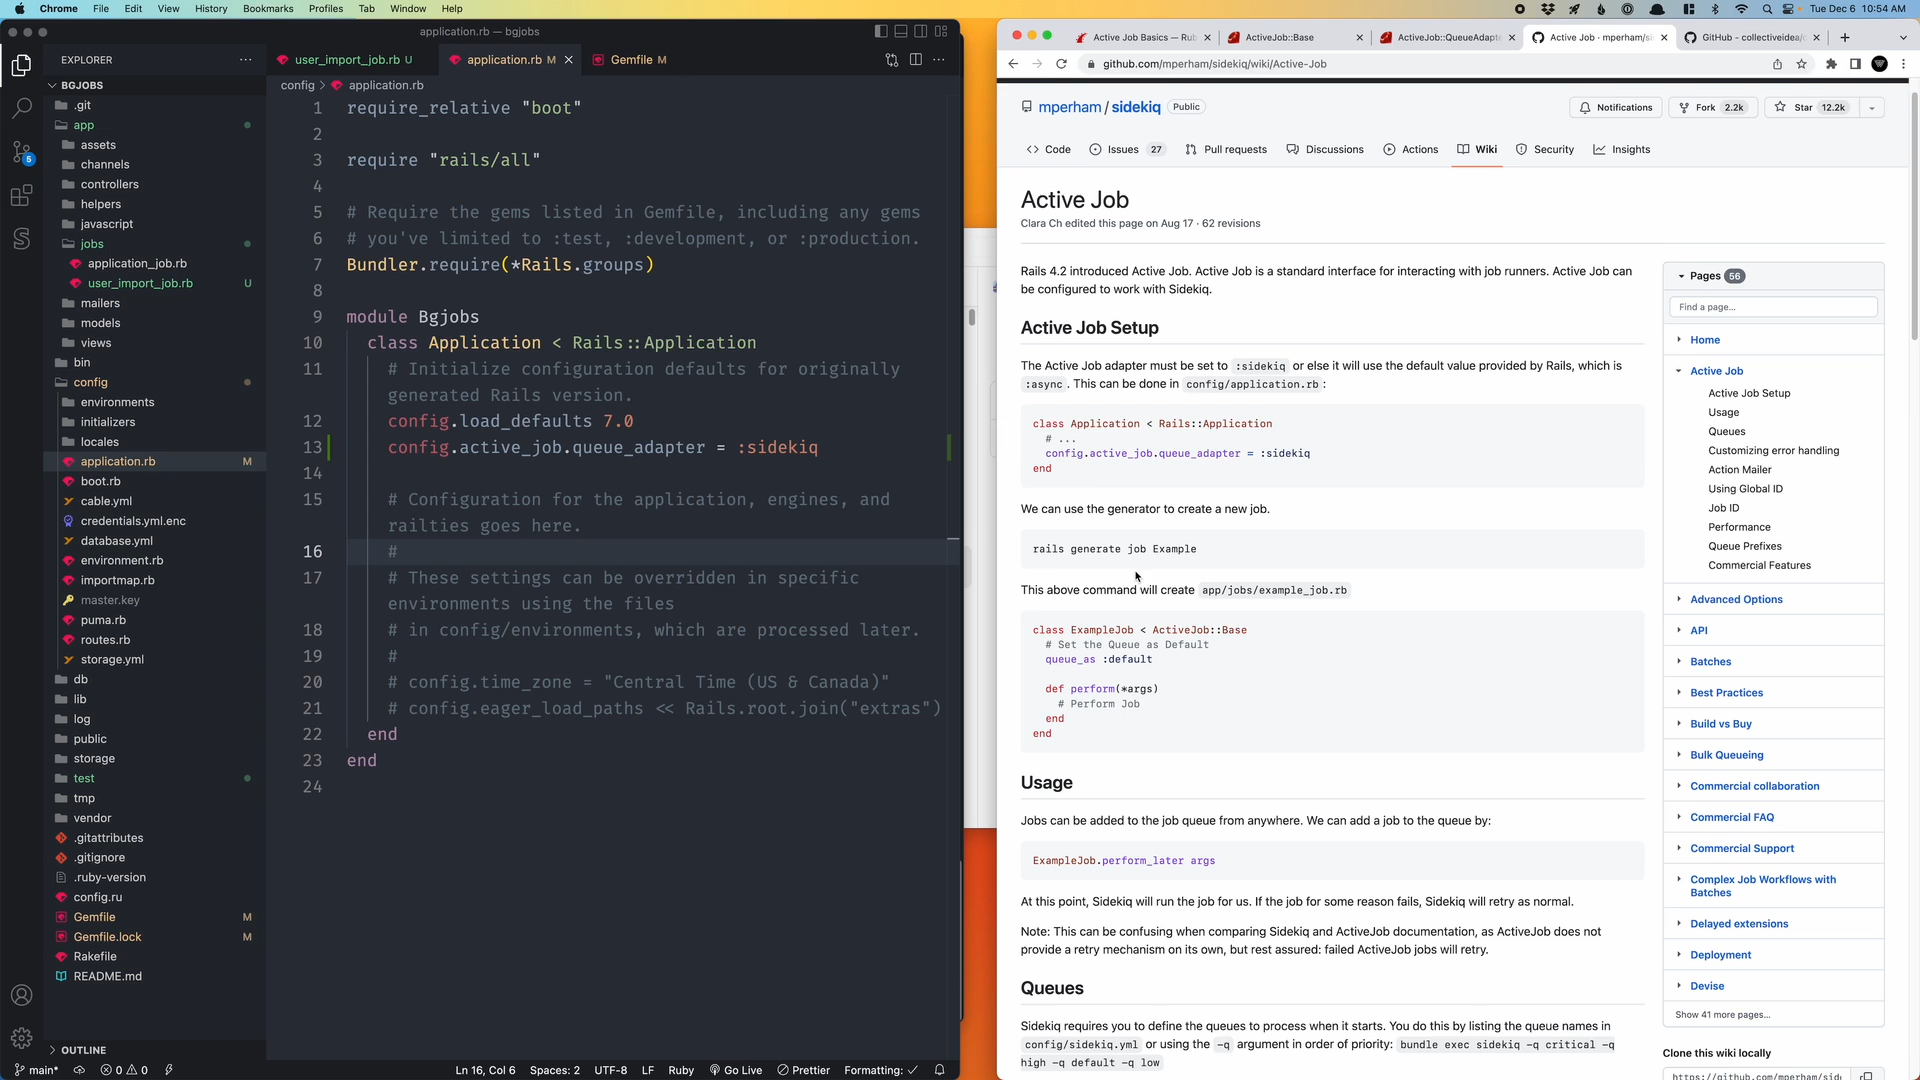 Chrome File Edit View History Bookmarks Profiles Tab Window Help
Tue Dec 6 10:54 AM
application.rb — bgjobs
EXPLORER
BGJOBS
.git
app
assets
channels
controllers
helpers
javascript
jobs
application_job.rb
user_import_job.rb U
mailers
models
views
bin
config
environments
initializers
locales
application.rb M
boot.rb
cable.yml
credentials.yml.enc
database.yml
environment.rb
importmap.rb
master.key
puma.rb
routes.rb
storage.yml
db
lib
log
public
storage
test
tmp
vendor
.gitattributes
.gitignore
.ruby-version
config.ru
Gemfile M
Gemfile.lock M
Rakefile
README.md
OUTLINE
5
user_import_job.rb U
application.rb M
Gemfile M
config > application.rb
1 require_relative "boot"
2
3 require "rails/all"
4
5 # Require the gems listed in Gemfile, including any gems
6 # you've limited to :test, :development, or :production.
7 Bundler.require(*Rails.groups)
8
9 module Bgjobs
10 class Application < Rails::Application
11 # Initialize configuration defaults for originally
generated Rails version.
12 config.load_defaults 7.0
13 config.active_job.queue_adapter = :sidekiq
14
15 # Configuration for the application, engines, and
railties goes here.
16 #
17 # These settings can be overridden in specific
environments using the files
18 # in config/environments, which are processed later.
19 #
20 # config.time_zone = "Central Time (US & Canada)"
21 # config.eager_load_paths << Rails.root.join("extras")
22 end
23 end
24
main* 0 0
Ln 16, Col 6 Spaces: 2 UTF-8 LF Ruby Go Live Prettier Formatting:
Active Job Basics — Rub
ActiveJob::Base
ActiveJob::QueueAdapte
Active Job · mperham/si
GitHub - collectiveidea/
github.com/mperham/sidekiq/wiki/Active-Job
mperham / sidekiq Public
Notifications Fork 2.2k Star 12.2k
Code Issues 27 Pull requests Discussions Actions Wiki Security Insights
Active Job
Clara Ch edited this page on Aug 17 · 62 revisions
Rails 4.2 introduced Active Job. Active Job is a standard interface for interacting with job runners. Active Job can
be configured to work with Sidekiq.
Active Job Setup
The Active Job adapter must be set to :sidekiq or else it will use the default value provided by Rails, which is
:async . This can be done in config/application.rb :
class Application < Rails::Application
# ...
config.active_job.queue_adapter = :sidekiq
end
We can use the generator to create a new job.
rails generate job Example
This above command will create app/jobs/example_job.rb
class ExampleJob < ActiveJob::Base
# Set the Queue as Default
queue_as :default
def perform(*args)
# Perform Job
end
end
Usage
Jobs can be added to the job queue from anywhere. We can add a job to the queue by:
ExampleJob.perform_later args
At this point, Sidekiq will run the job for us. If the job for some reason fails, Sidekiq will retry as normal.
Note: This can be confusing when comparing Sidekiq and ActiveJob documentation, as ActiveJob does not
provide a retry mechanism on its own, but rest assured: failed ActiveJob jobs will retry.
Queues
Sidekiq requires you to define the queues to process when it starts. You do this by listing the queue names in
config/sidekiq.yml or using the -q argument in order of priority: bundle exec sidekiq -q critical -q
high -q default -q low
Pages 56
Find a page...
Home
Active Job
Active Job Setup
Usage
Queues
Customizing error handling
Action Mailer
Using Global ID
Job ID
Performance
Queue Prefixes
Commercial Features
Advanced Options
API
Batches
Best Practices
Build vs Buy
Bulk Queueing
Commercial collaboration
Commercial FAQ
Commercial Support
Complex Job Workflows with
Batches
Delayed extensions
Deployment
Devise
Show 41 more pages...
Clone this wiki locally
https://github.com/mperham/side